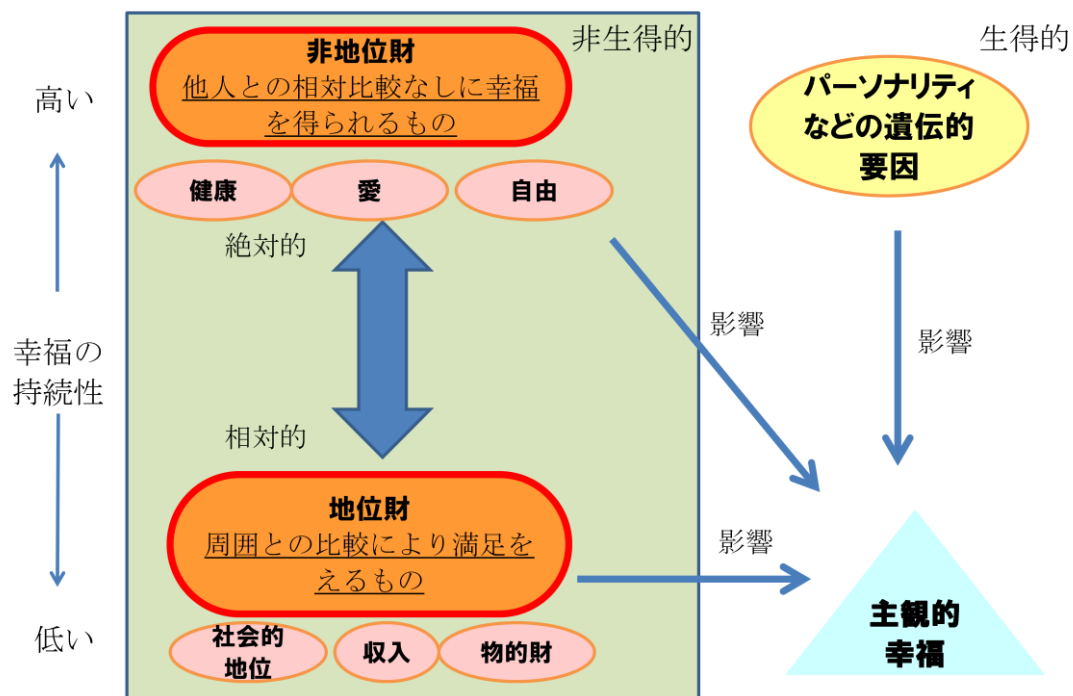 非生得的
生得的
非地位財
他人との相対比較なしに幸福
を得られるもの
パーソナリティ
などの遺伝的
要因
高い
健康
愛
自由
絶対的
影響
影響
幸福の
持続性
相対的
地位財
周囲との比較により満足を
えるもの
影響
低い
社会的
地位
収入
物的財
主観的
幸福